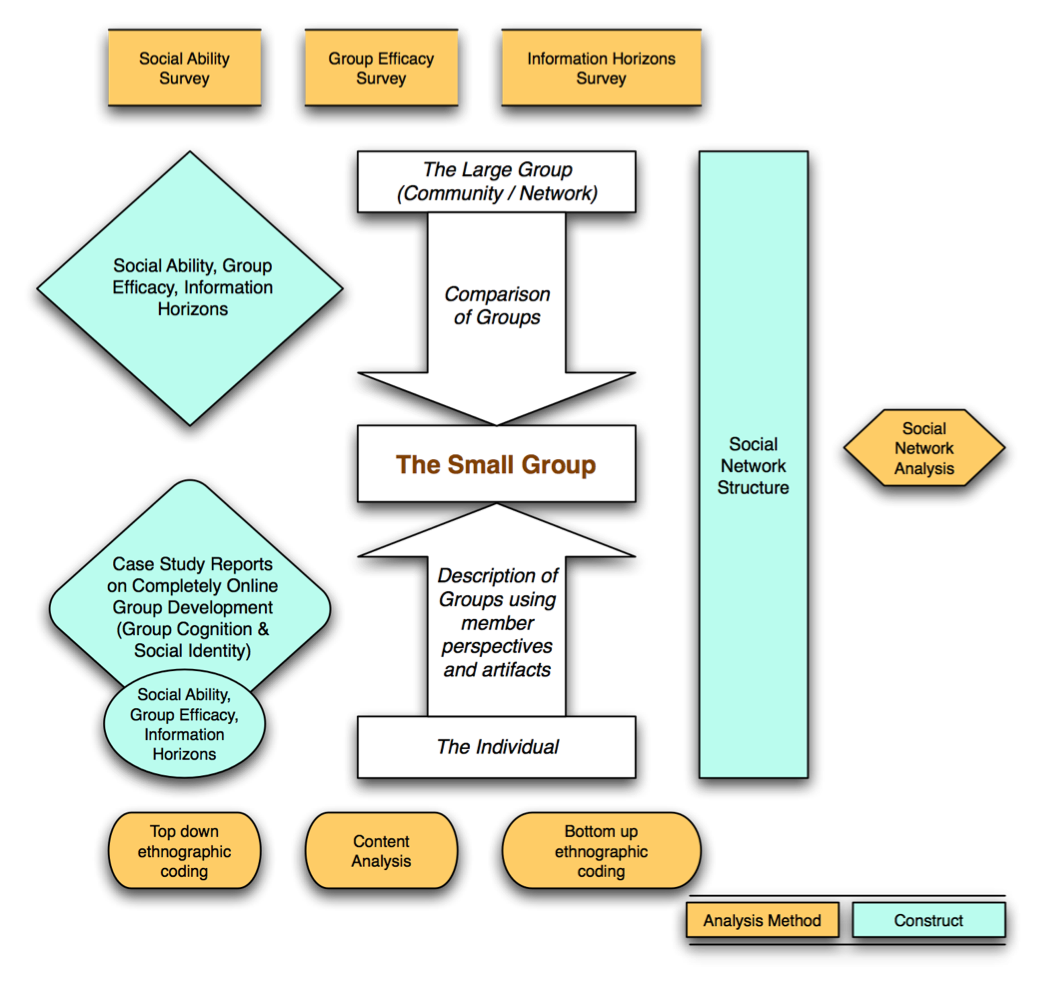 Social Ability
Survey
Group Efficacy
Survey
Information Horizons
Survey
The Large Group
(Community / Network)
Social Ability, Group
Efficacy, Information
Horizons
Comparison
of Groups
The Small Group
Social
Network
Structure
Social
Network
Analysis
Case Study Reports
on Completely Online
Group Development
(Group Cognition &
Social Identity)
Social Ability,
Group Efficacy,
Information
Horizons
Description of
Groups using
member
perspectives
and artifacts
The Individual
Top down
ethnographic
coding
Content
Analysis
Bottom up
ethnographic
coding
Analysis Method
Construct